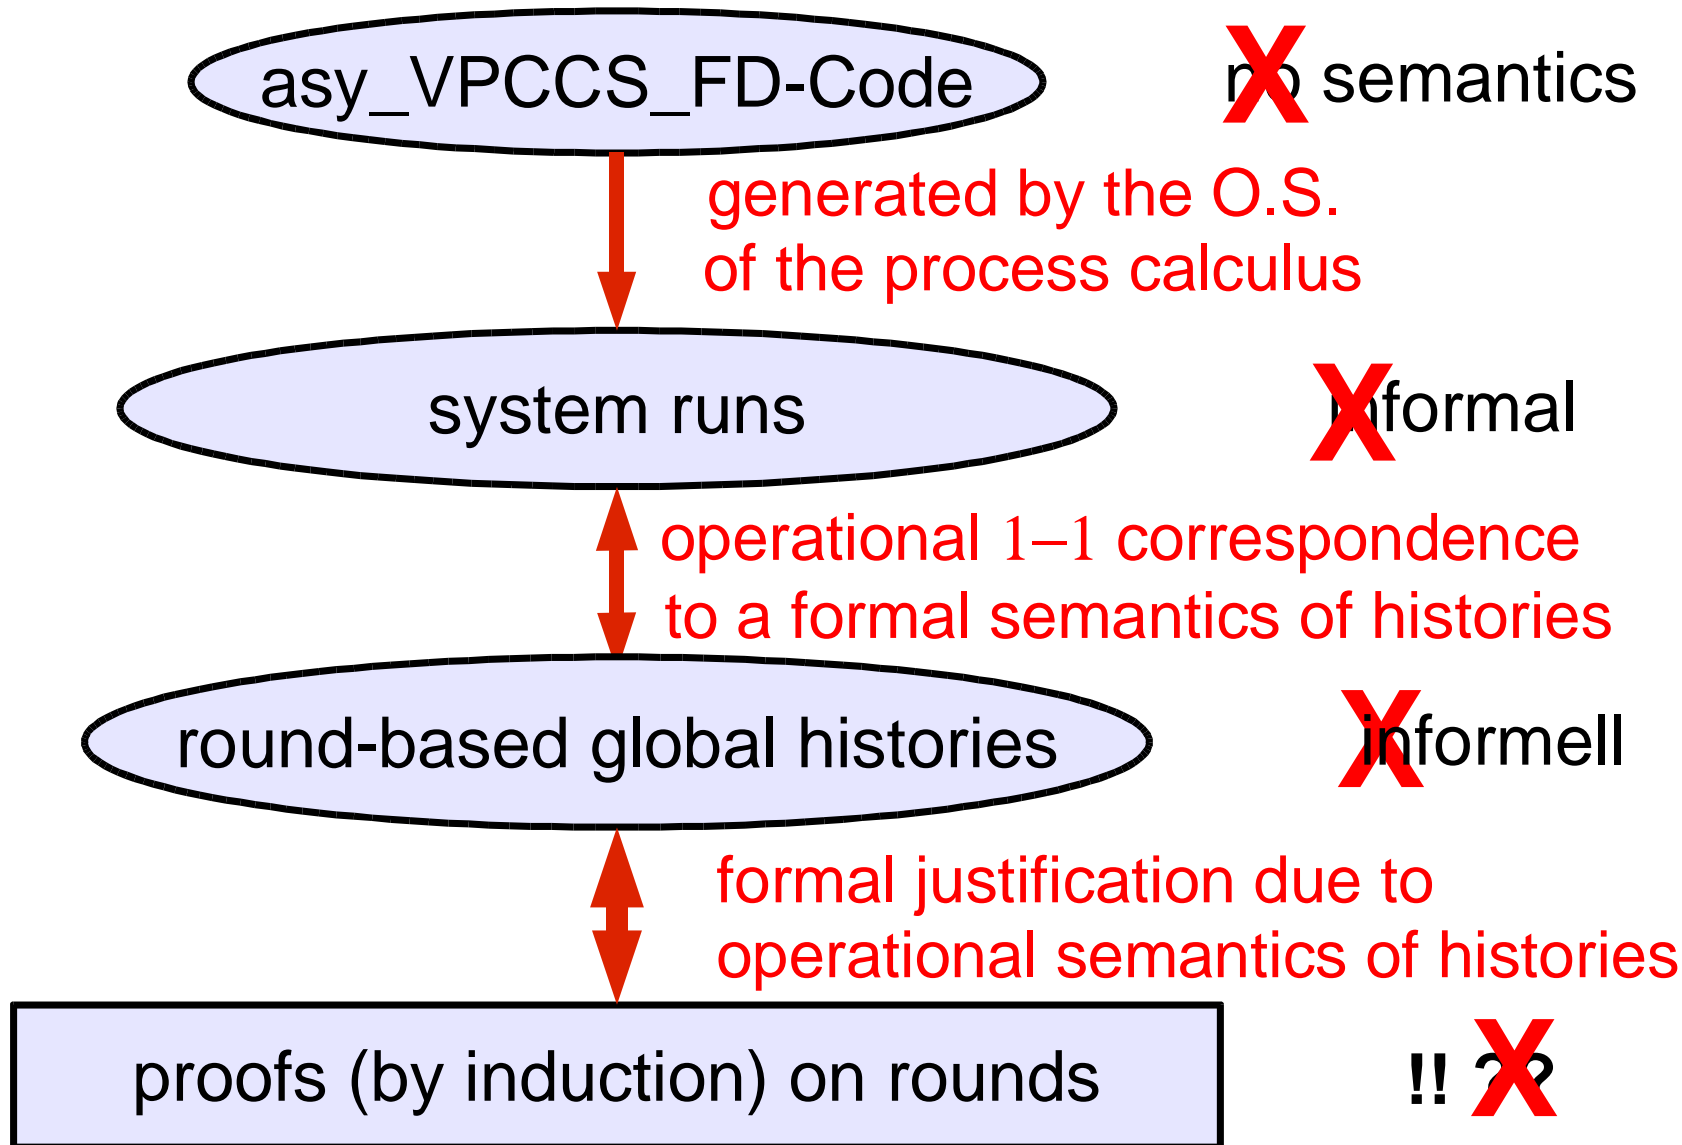 asy_VPCCS_FD-Code
no semantics
generated by the O.S.
of the process calculus
system runs
informal
operational 1–1 correspondence
to a formal semantics of histories
round-based global histories
informell
formal justification due to
operational semantics of histories
proofs (by induction) on rounds
!! ??